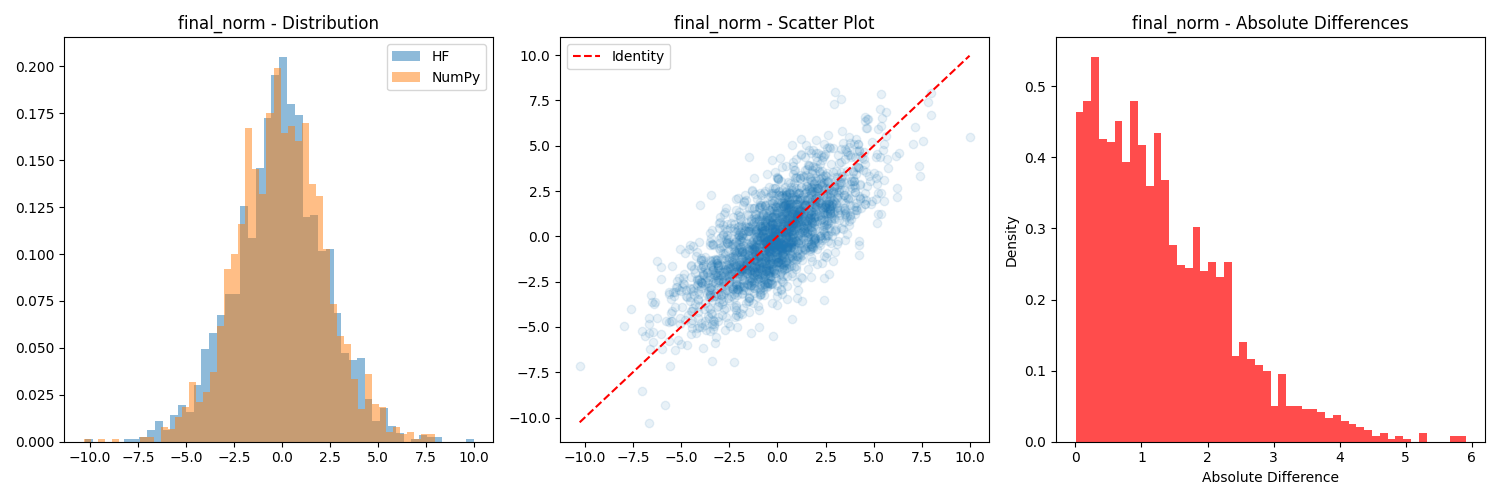 final_norm - Distribution
HF
NumPy
0.200
0.175
0.150
0.125
0.100
0.075
0.050
0.025
0.000
−10.0 −7.5 −5.0 −2.5 0.0 2.5 5.0 7.5 10.0
final_norm - Scatter Plot
Identity
10.0
7.5
5.0
2.5
0.0
−2.5
−5.0
−7.5
−10.0
−10.0 −7.5 −5.0 −2.5 0.0 2.5 5.0 7.5 10.0
final_norm - Absolute Differences
Density
0.5
0.4
0.3
0.2
0.1
0.0
0 1 2 3 4 5 6
Absolute Difference